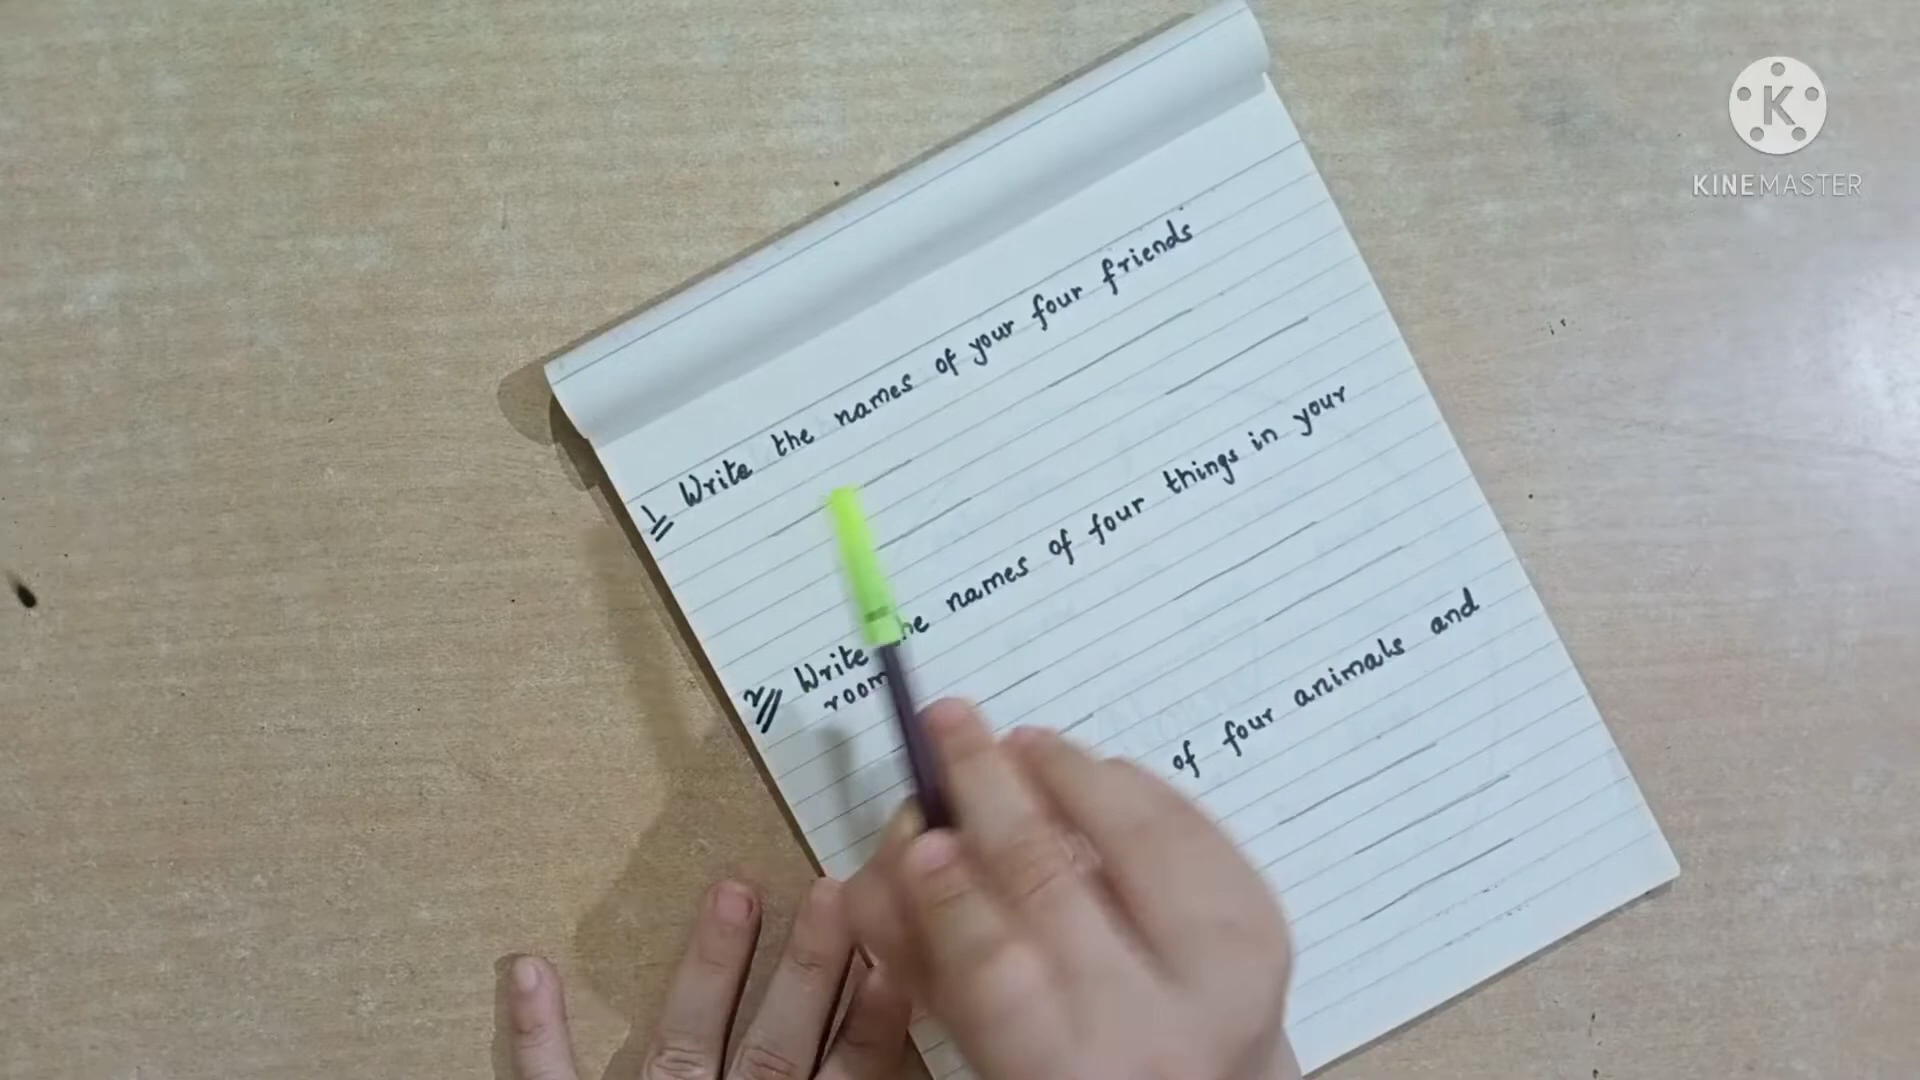 1 Write the names of your four friends
2 Write he names of four things in your
room
of four animals and
K
KINEMASTER